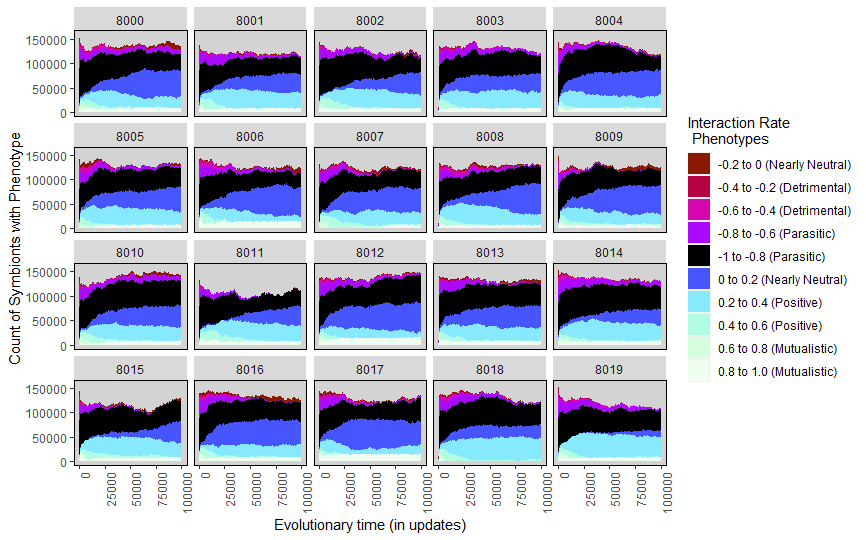 8000 8001 8002 8003 8004
150000
100000
50000
0
8005 8006 8007 8008 8009
150000
100000
50000
0
8010 8011 8012 8013 8014
150000
100000
50000
0
8015 8016 8017 8018 8019
150000
100000
50000
0
0 25000 50000 75000 100000 0 25000 50000 75000 100000 0 25000 50000 75000 100000 0 25000 50000 75000 100000 0 25000 50000 75000 100000
Evolutionary time (in updates)
Count of Symbionts with Phenotype
Interaction Rate
Phenotypes
-0.2 to 0 (Nearly Neutral)
-0.4 to -0.2 (Detrimental)
-0.6 to -0.4 (Detrimental)
-0.8 to -0.6 (Parasitic)
-1 to -0.8 (Parasitic)
0 to 0.2 (Nearly Neutral)
0.2 to 0.4 (Positive)
0.4 to 0.6 (Positive)
0.6 to 0.8 (Mutualistic)
0.8 to 1.0 (Mutualistic)